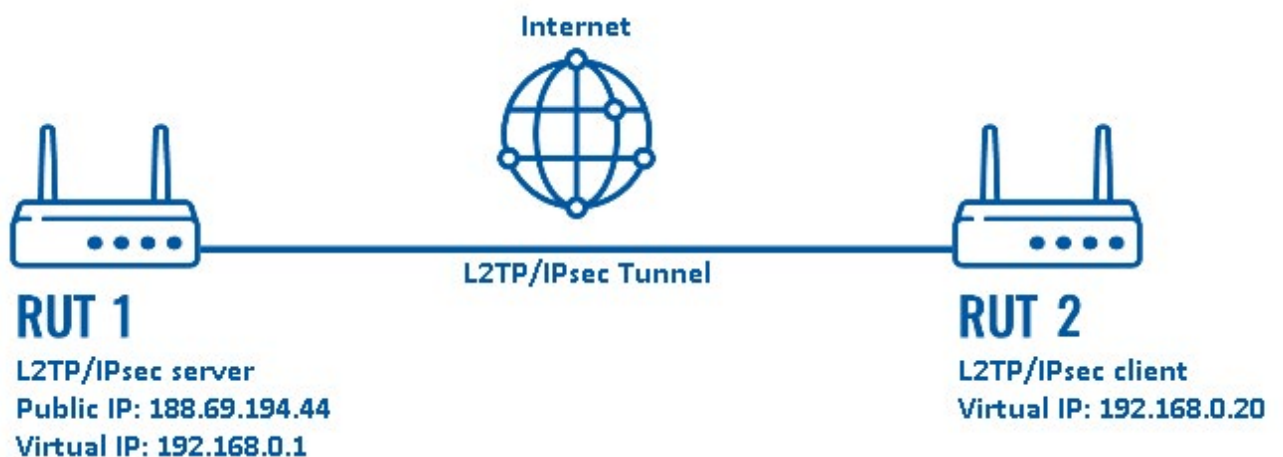 Internet
L2TP/IPsec Tunnel
RUT 1
L2TP/IPsec server
Public IP: 188.69.194.44
Virtual IP: 192.168.0.1
RUT 2
L2TP/IPsec client
Virtual IP: 192.168.0.20